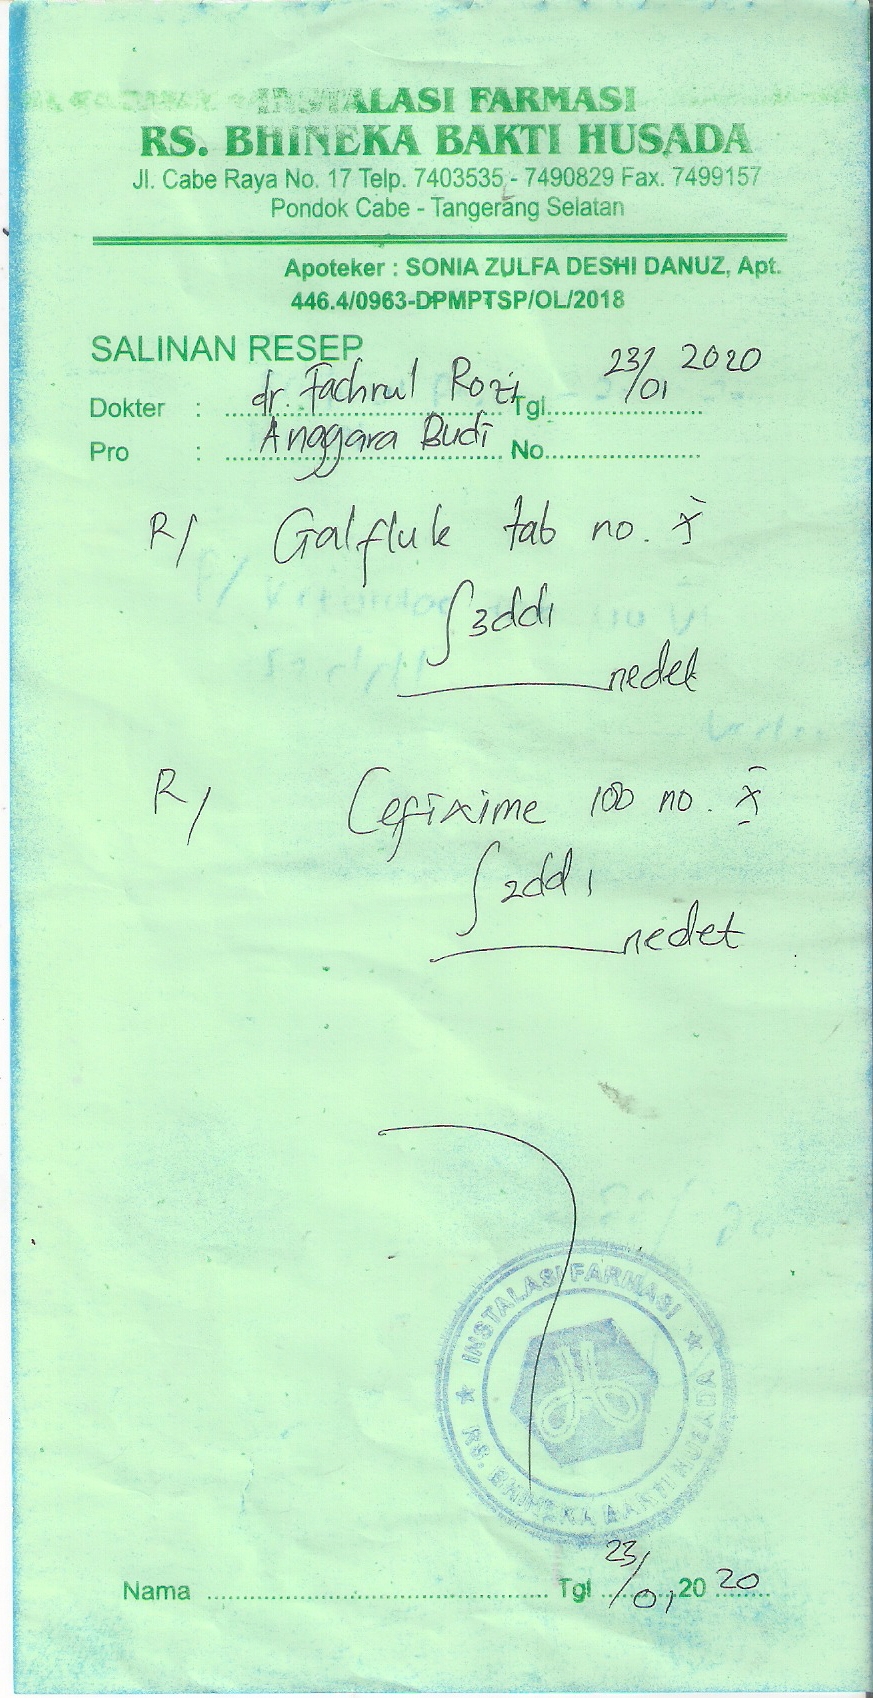 INSTALASI FARMASI
RS. BHINEKA BAKTI HUSADA
Jl. Cabe Raya No. 17 Telp. 7403535 - 7490829 Fax. 7499157
Pondok Cabe - Tangerang Selatan
Apoteker : SONIA ZULFA DESHI DANUZ, Apt.
446.4/0963-DPMPTSP/OL/2018
SALINAN RESEP
Dokter : dr. Fachrul Rozi Tgl 23/01 2020
Pro : Anggara Budi No.
R/ Galfluk tab no. X
∫ 3dd1
nedet
R/ Cefixime 100 no. X
∫ 2dd1
nedet
INSTALASI FARMASI
RS. BHINEKA BAKTI HUSADA
Nama Tgl 23/01 2020